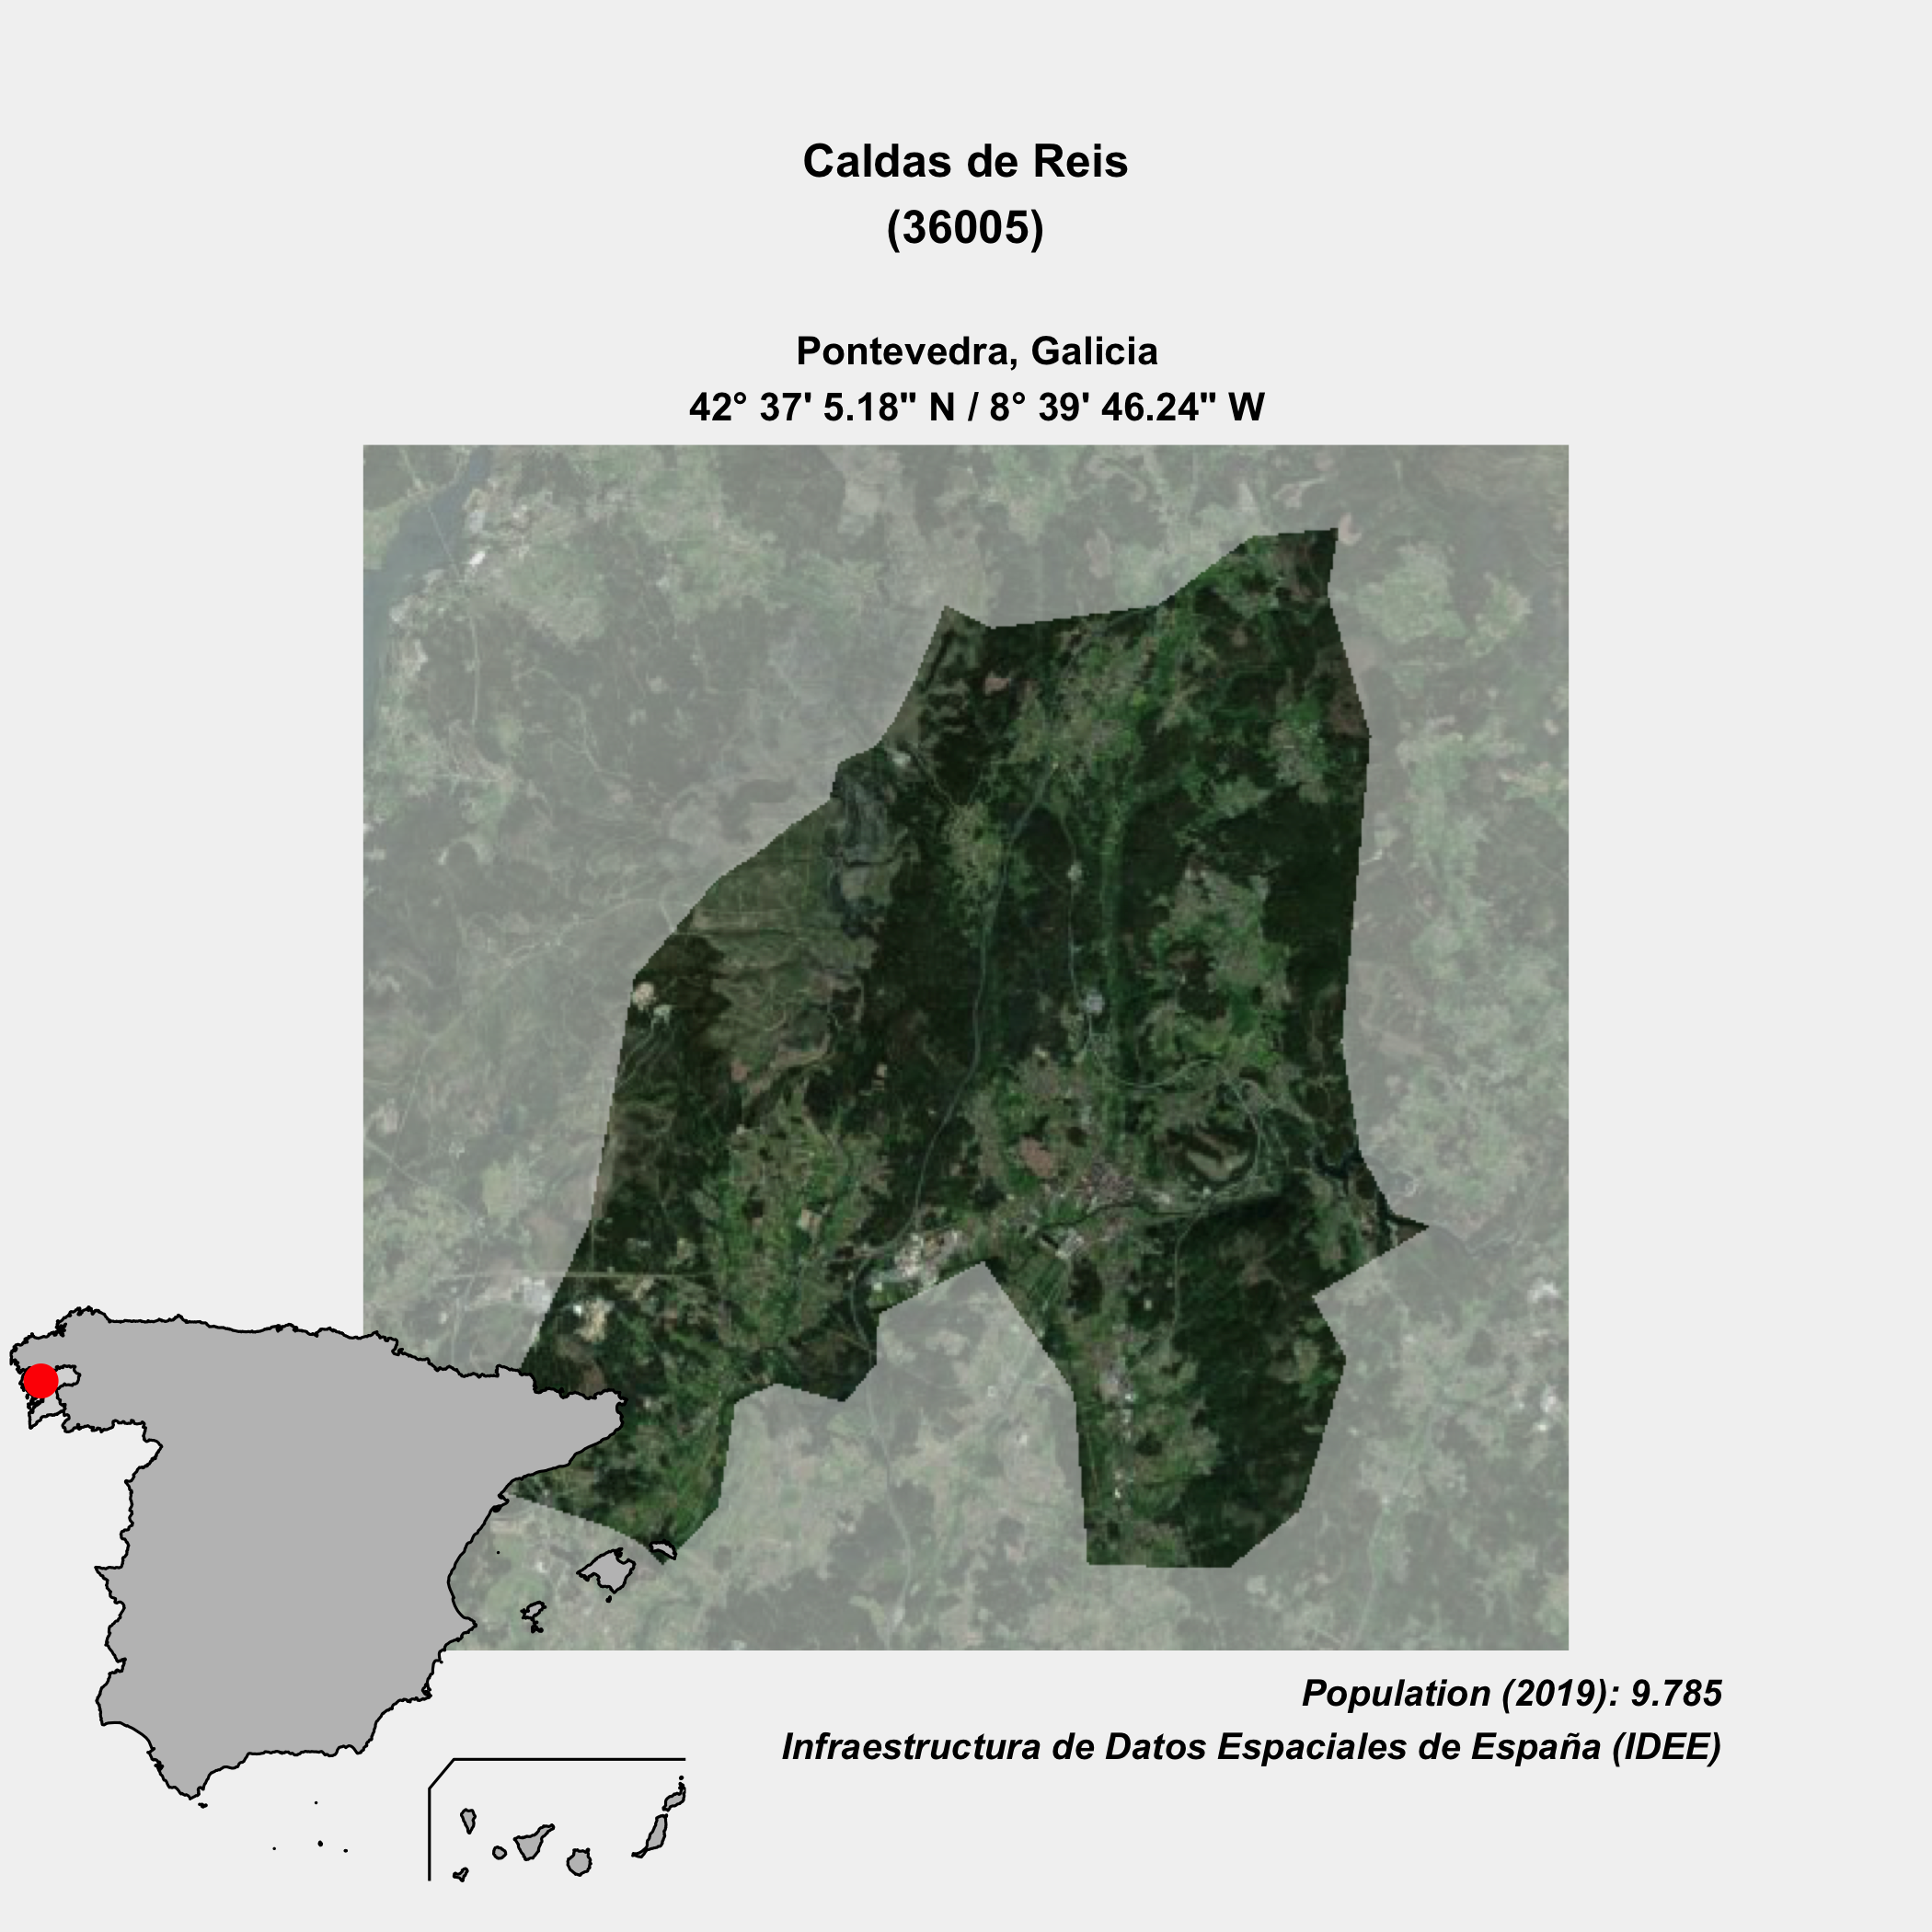 Caldas de Reis
(36005)
Pontevedra, Galicia
42° 37' 5.18" N / 8° 39' 46.24" W
Population (2019): 9.785
Infraestructura de Datos Espaciales de España (IDEE)